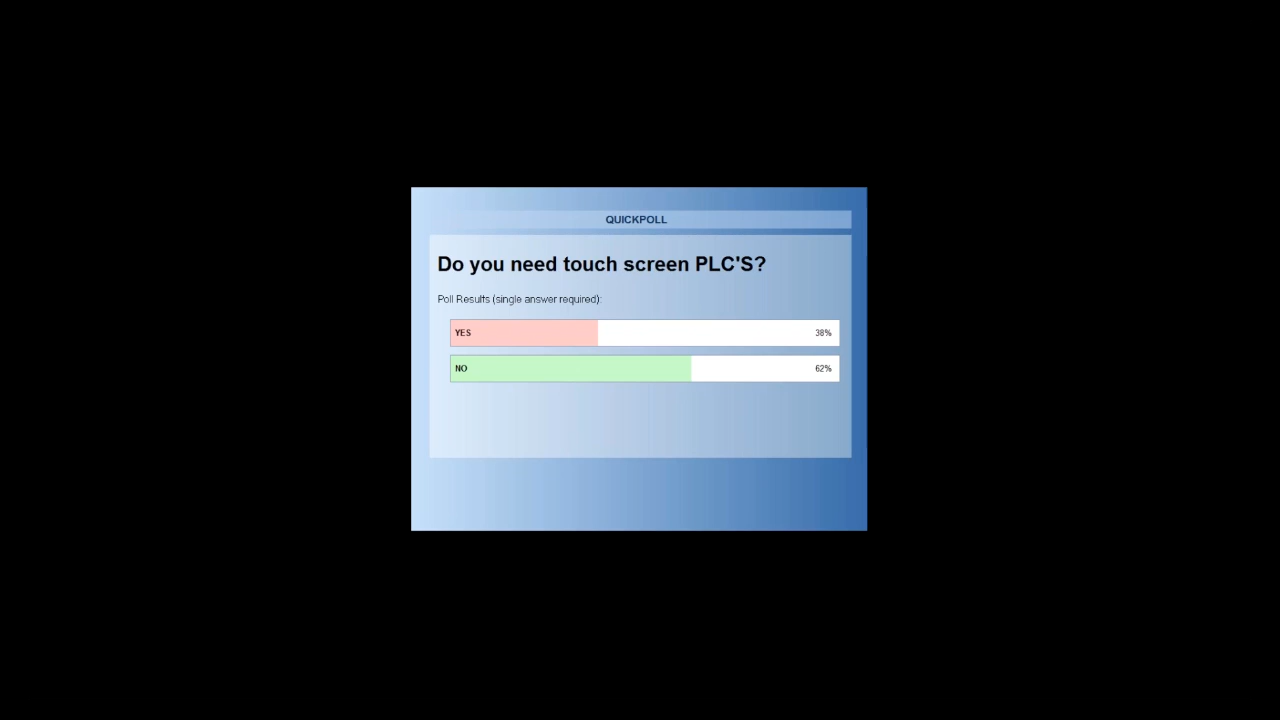 QUICKPOLL
Do you need touch screen PLC'S?
Poll Results (single answer required):
YES 38%
NO 62%